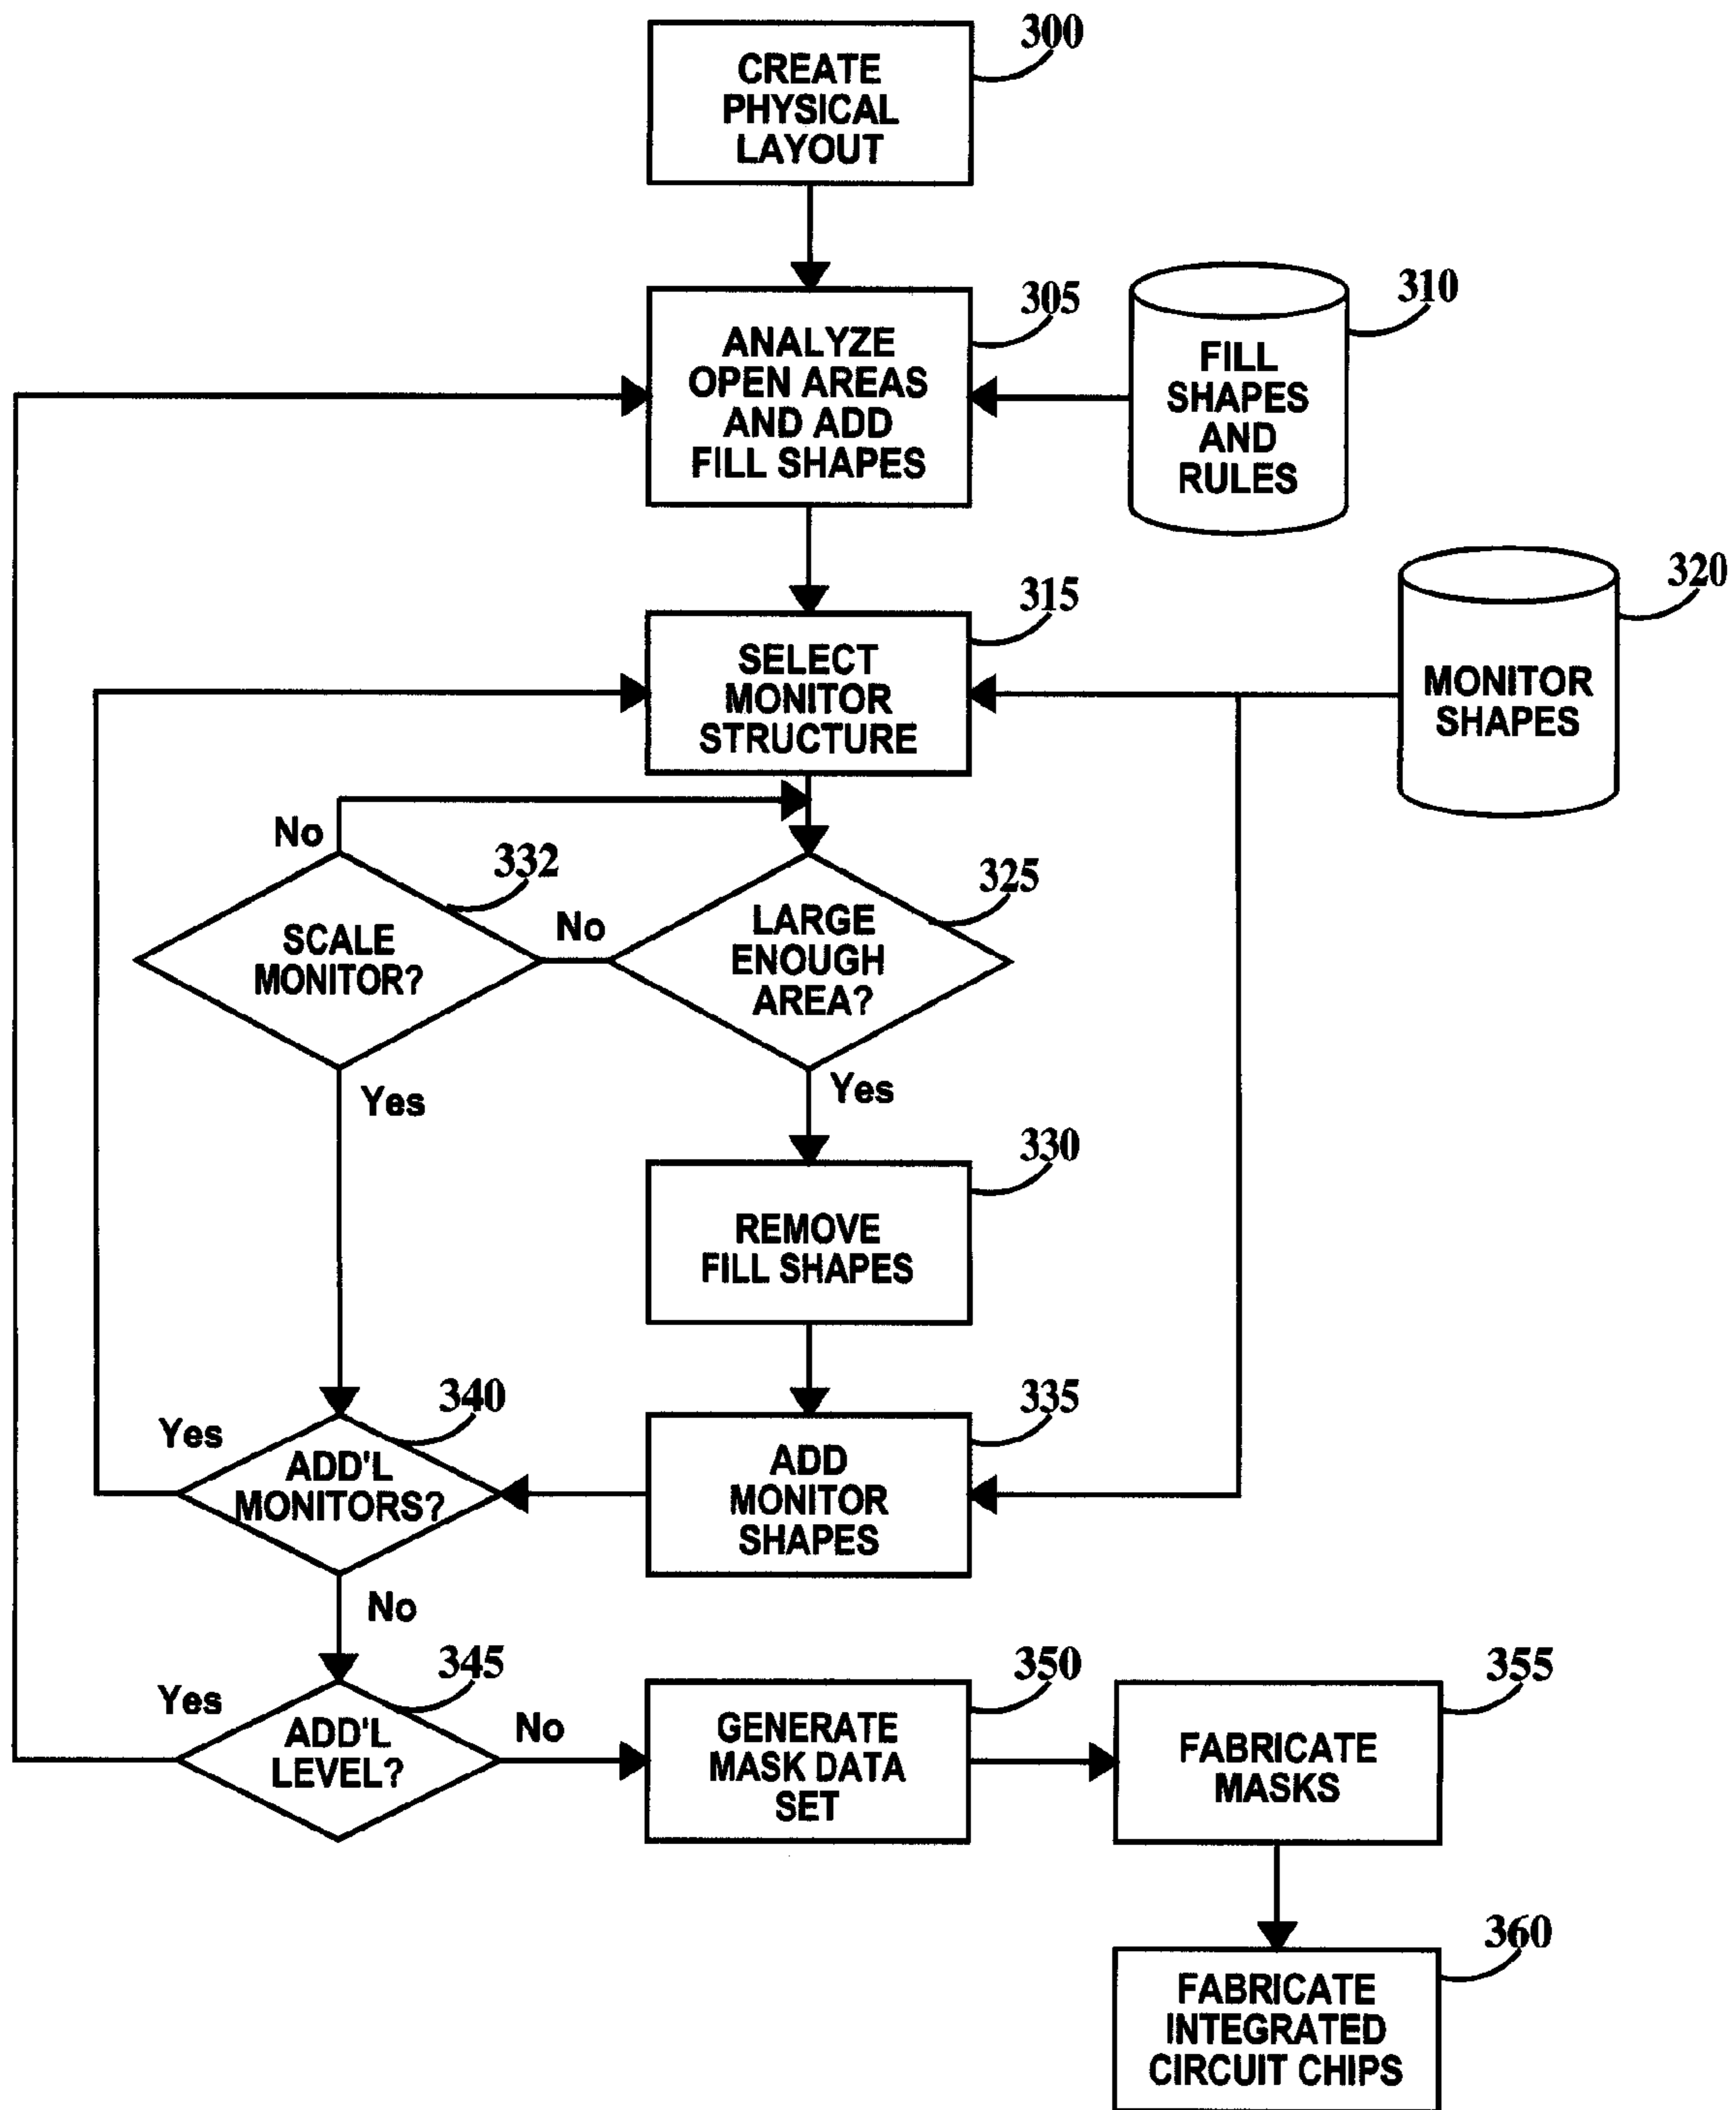 300
CREATE
PHYSICAL
LAYOUT
305
ANALYZE
OPEN AREAS
AND ADD
FILL SHAPES
310
FILL
SHAPES
AND
RULES
315
SELECT
MONITOR
STRUCTURE
320
MONITOR
SHAPES
No
332
SCALE
MONITOR?
No
325
LARGE
ENOUGH
AREA?
Yes
Yes
330
REMOVE
FILL SHAPES
335
ADD
MONITOR
SHAPES
340
Yes
ADD'L
MONITORS?
No
345
Yes
ADD'L
LEVEL?
No
350
GENERATE
MASK DATA
SET
355
FABRICATE
MASKS
360
FABRICATE
INTEGRATED
CIRCUIT CHIPS